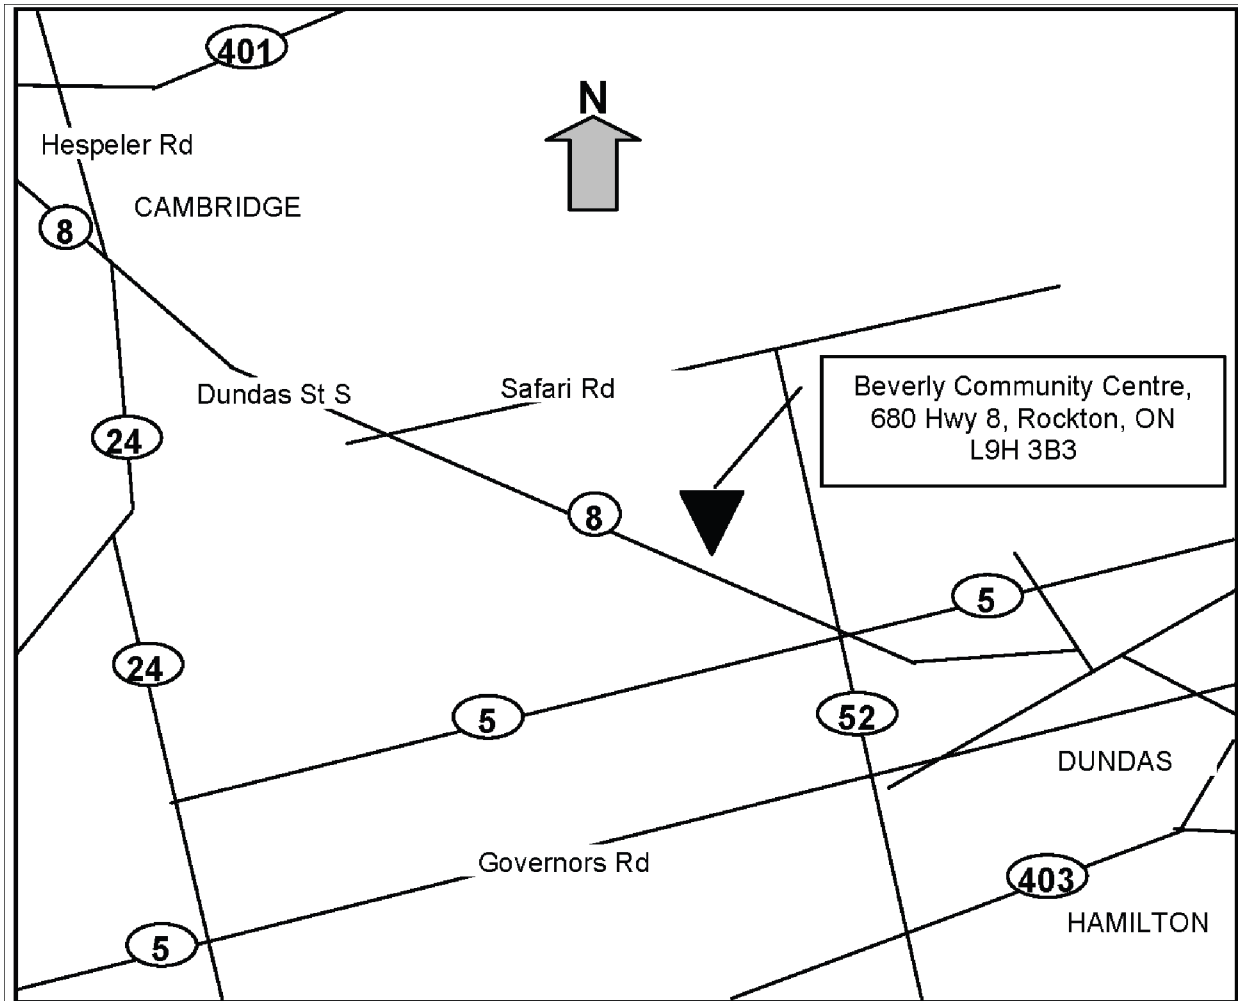 401
N
Hespeler Rd
CAMBRIDGE
8
Dundas St S
Safari Rd
Beverly Community Centre,
680 Hwy 8, Rockton, ON
L9H 3B3
24
8
5
24
5
52
DUNDAS
Governors Rd
403
HAMILTON
5